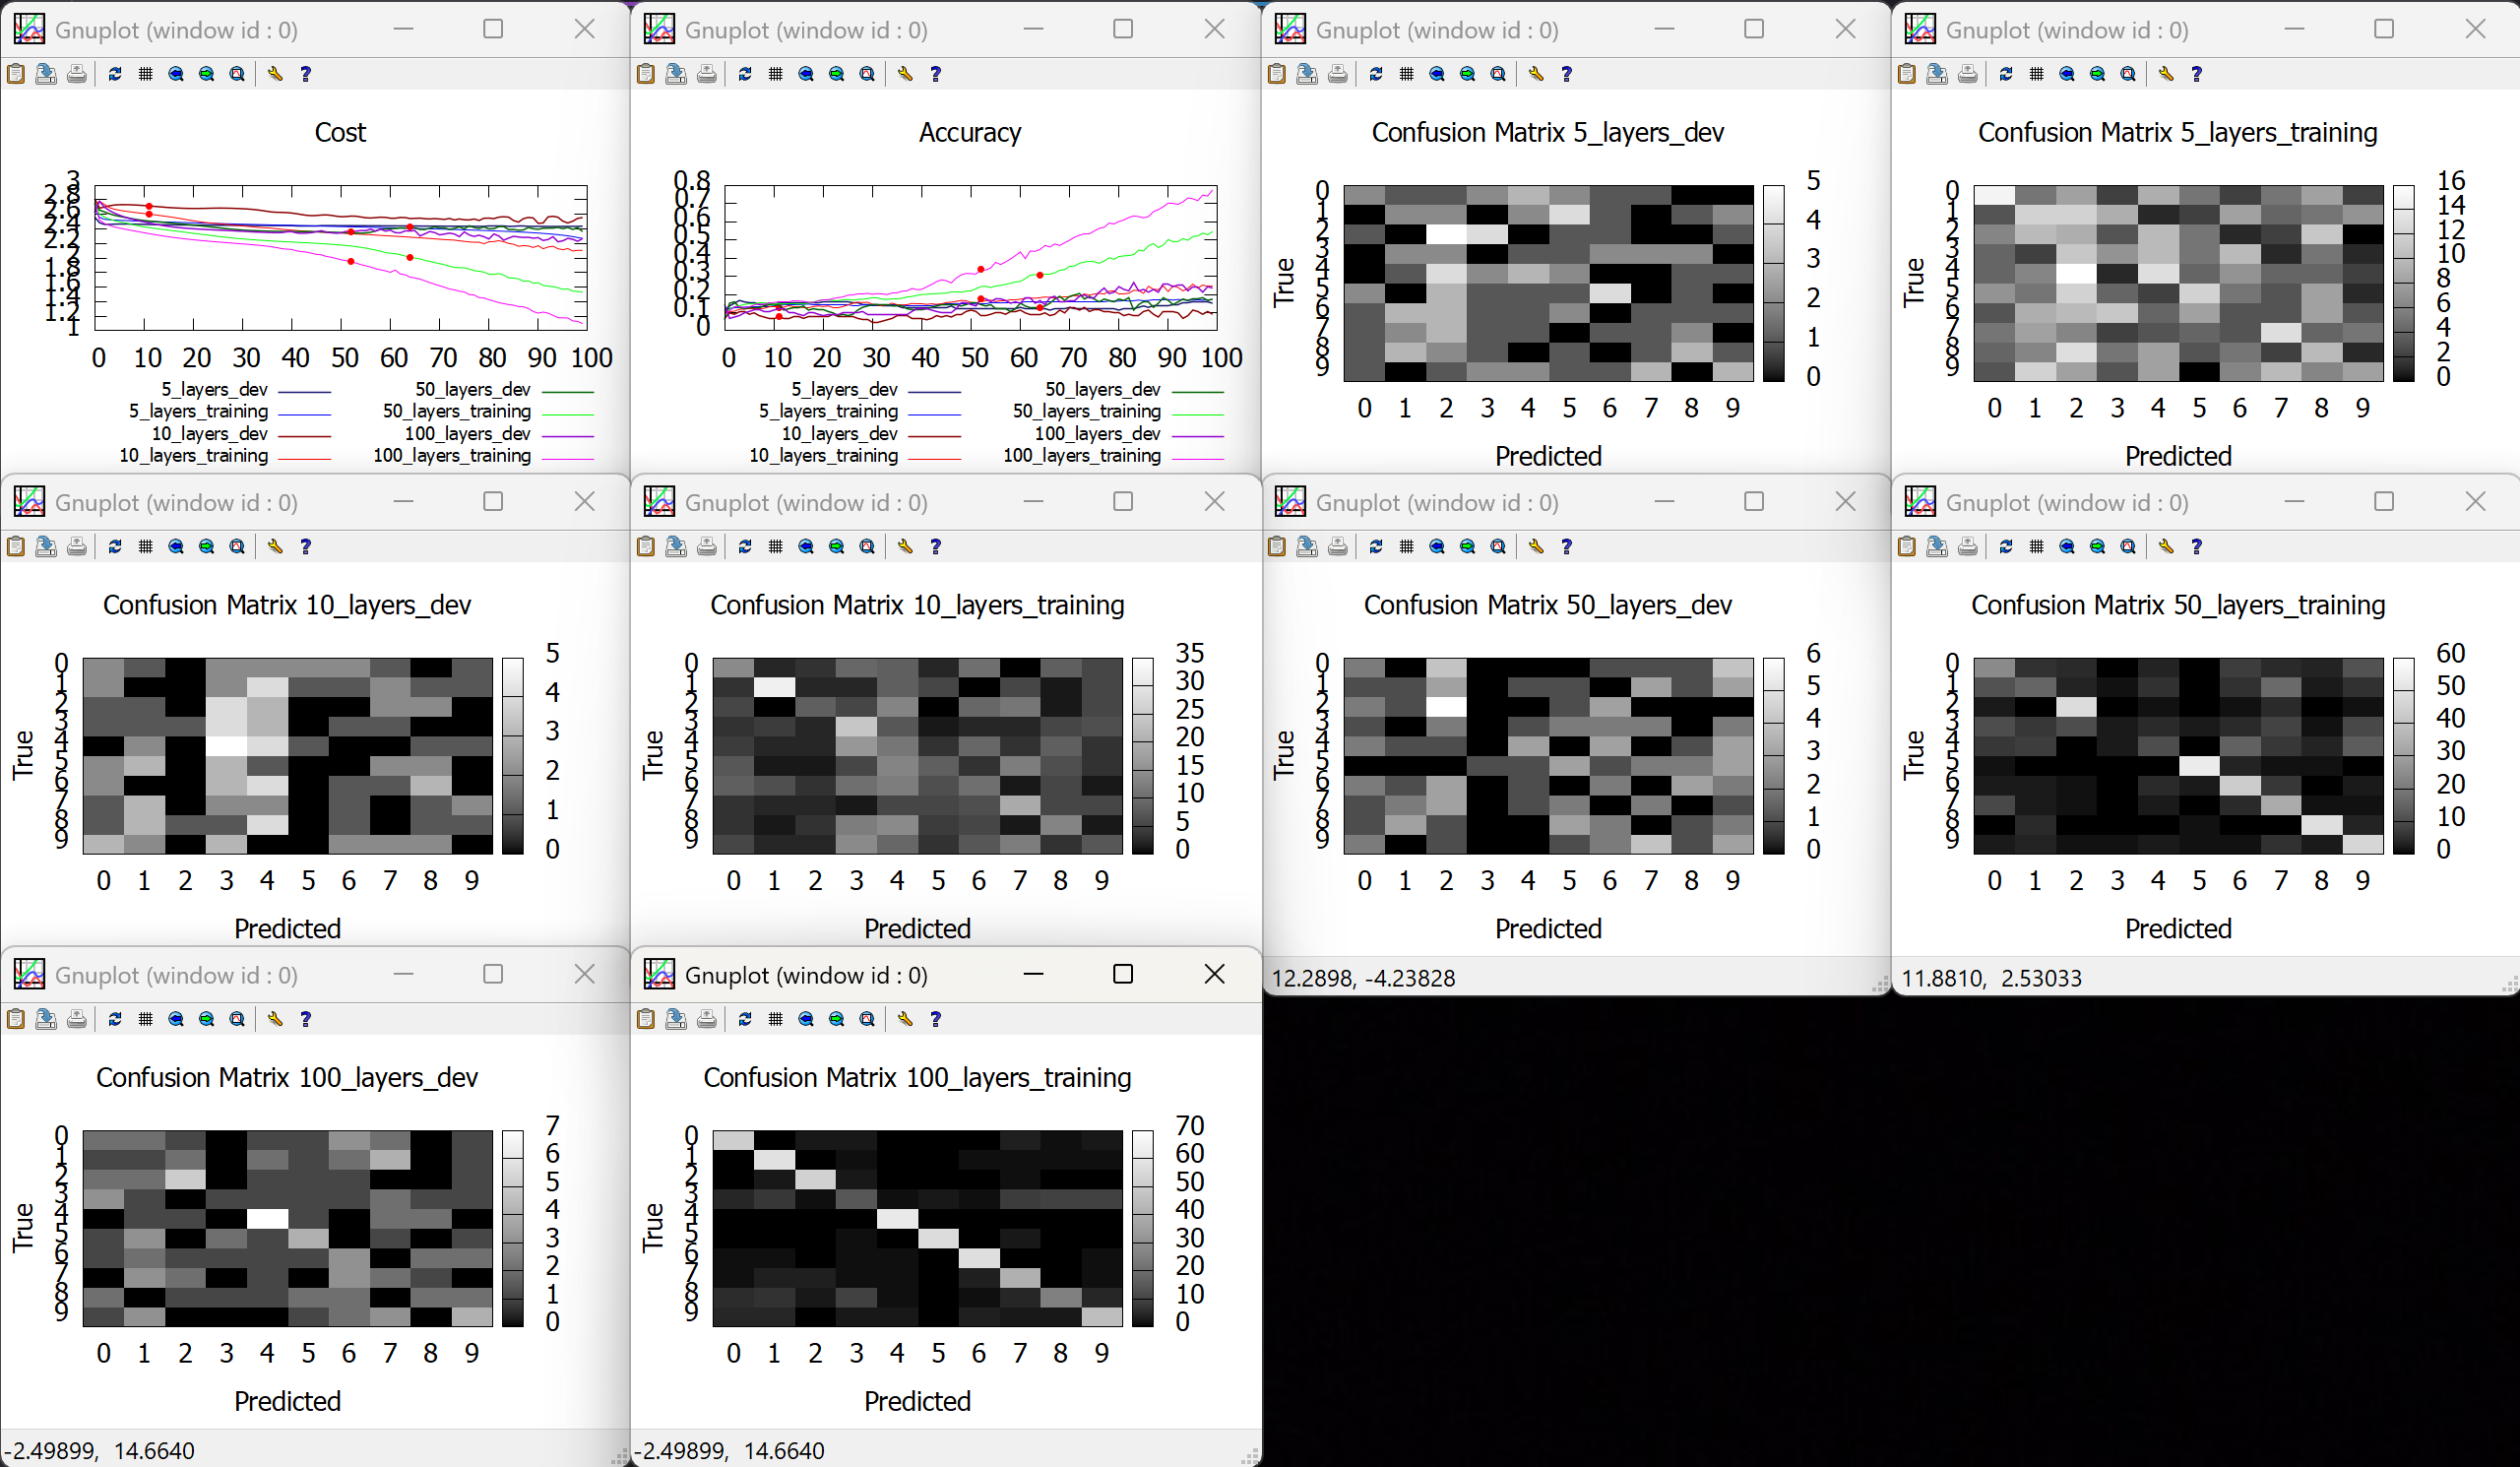 Gnuplot (window id : 0)
Cost
3
2.8
2.6
2.4
2.2
2
1.8
1.6
1.4
1.2
1
0 10 20 30 40 50 60 70 80 90 100
5_layers_dev
5_layers_training
10_layers_dev
10_layers_training
50_layers_dev
50_layers_training
100_layers_dev
100_layers_training
Gnuplot (window id : 0)
Accuracy
0.8
0.7
0.6
0.5
0.4
0.3
0.2
0.1
0
0 10 20 30 40 50 60 70 80 90 100
5_layers_dev
5_layers_training
10_layers_dev
10_layers_training
50_layers_dev
50_layers_training
100_layers_dev
100_layers_training
Gnuplot (window id : 0)
Confusion Matrix 5_layers_dev
True
0
1
2
3
4
5
6
7
8
9
5
4
3
2
1
0
0 1 2 3 4 5 6 7 8 9
Predicted
Gnuplot (window id : 0)
Confusion Matrix 5_layers_training
True
0
1
2
3
4
5
6
7
8
9
16
14
12
10
8
6
4
2
0
0 1 2 3 4 5 6 7 8 9
Predicted
Gnuplot (window id : 0)
Confusion Matrix 10_layers_dev
True
0
1
2
3
4
5
6
7
8
9
5
4
3
2
1
0
0 1 2 3 4 5 6 7 8 9
Predicted
Gnuplot (window id : 0)
Confusion Matrix 10_layers_training
True
0
1
2
3
4
5
6
7
8
9
35
30
25
20
15
10
5
0
0 1 2 3 4 5 6 7 8 9
Predicted
Gnuplot (window id : 0)
Confusion Matrix 50_layers_dev
True
0
1
2
3
4
5
6
7
8
9
6
5
4
3
2
1
0
0 1 2 3 4 5 6 7 8 9
Predicted
12.2898, -4.23828
Gnuplot (window id : 0)
Confusion Matrix 50_layers_training
True
0
1
2
3
4
5
6
7
8
9
60
50
40
30
20
10
0
0 1 2 3 4 5 6 7 8 9
Predicted
11.8810, 2.53033
Gnuplot (window id : 0)
Confusion Matrix 100_layers_dev
True
0
1
2
3
4
5
6
7
8
9
7
6
5
4
3
2
1
0
0 1 2 3 4 5 6 7 8 9
Predicted
-2.49899, 14.6640
Gnuplot (window id : 0)
Confusion Matrix 100_layers_training
True
0
1
2
3
4
5
6
7
8
9
70
60
50
40
30
20
10
0
0 1 2 3 4 5 6 7 8 9
Predicted
-2.49899, 14.6640